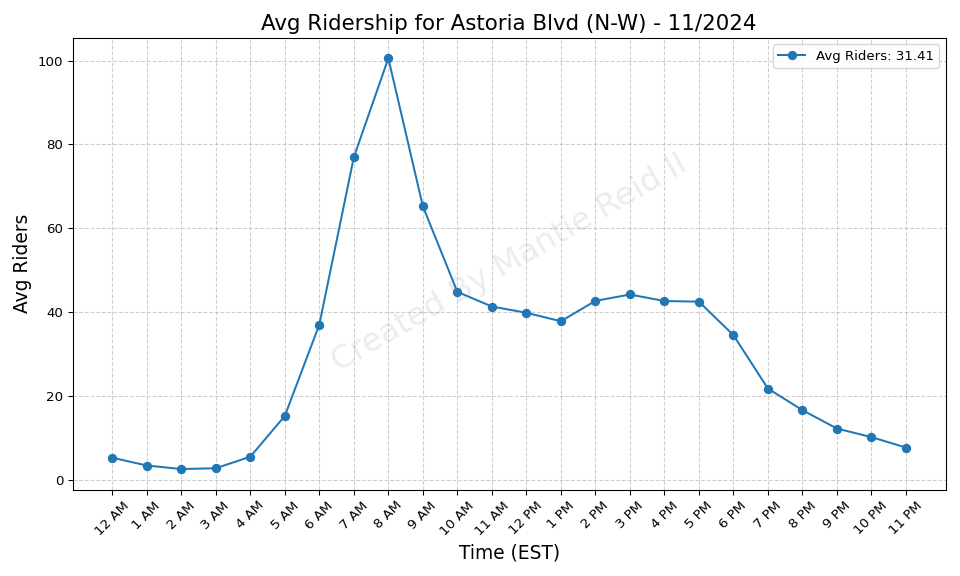 Avg Ridership for Astoria Blvd (N-W) - 11/2024
Avg Riders: 31.41
100
80
60
40
20
0
Avg Riders
Created By Mantie Reid II
12 AM
1 AM
2 AM
3 AM
4 AM
5 AM
6 AM
7 AM
8 AM
9 AM
10 AM
11 AM
12 PM
1 PM
2 PM
3 PM
4 PM
5 PM
6 PM
7 PM
8 PM
9 PM
10 PM
11 PM
Time (EST)